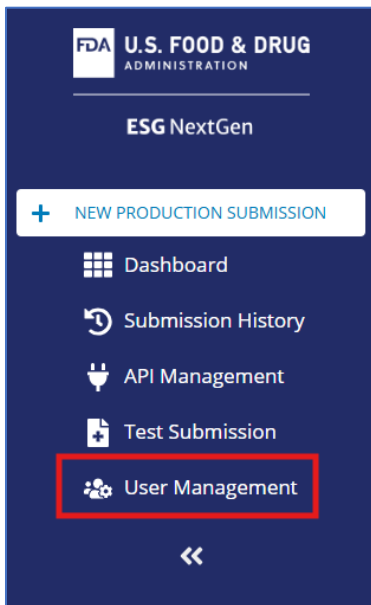 FDA U.S. FOOD & DRUG
ADMINISTRATION
ESG NextGen
+ NEW PRODUCTION SUBMISSION
Dashboard
Submission History
API Management
Test Submission
User Management